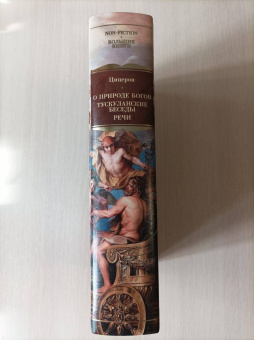 NON-FICTION
БОЛЬШИЕ
КНИГИ
Цицерон
О ПРИРОДЕ БОГОВ
ТУСКУЛАНСКИЕ
БЕСЕДЫ
РЕЧИ